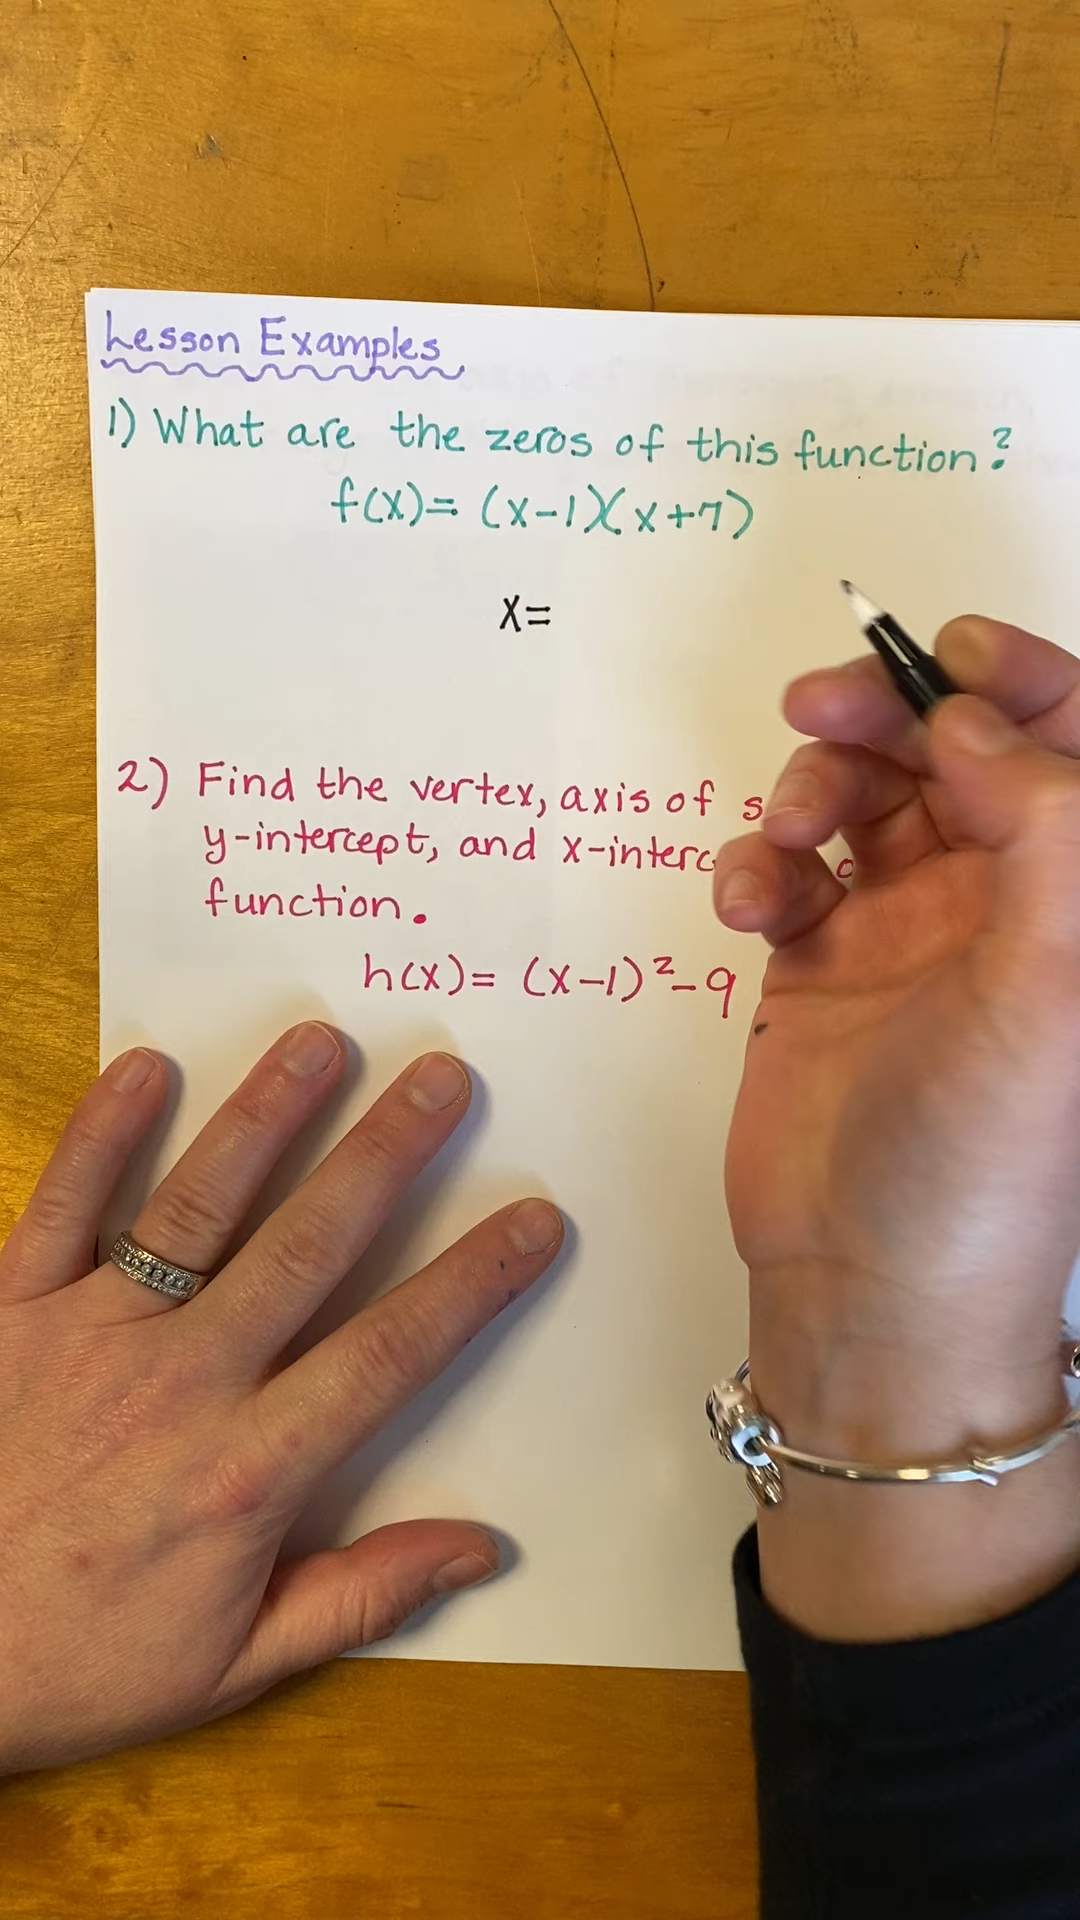 Lesson Examples
1) What are the zeros of this function?
f(x)= (x-1)(x+7)
x=
2) Find the vertex, axis of
y-intercept, and
function.
h(x)= (x-1)²-9